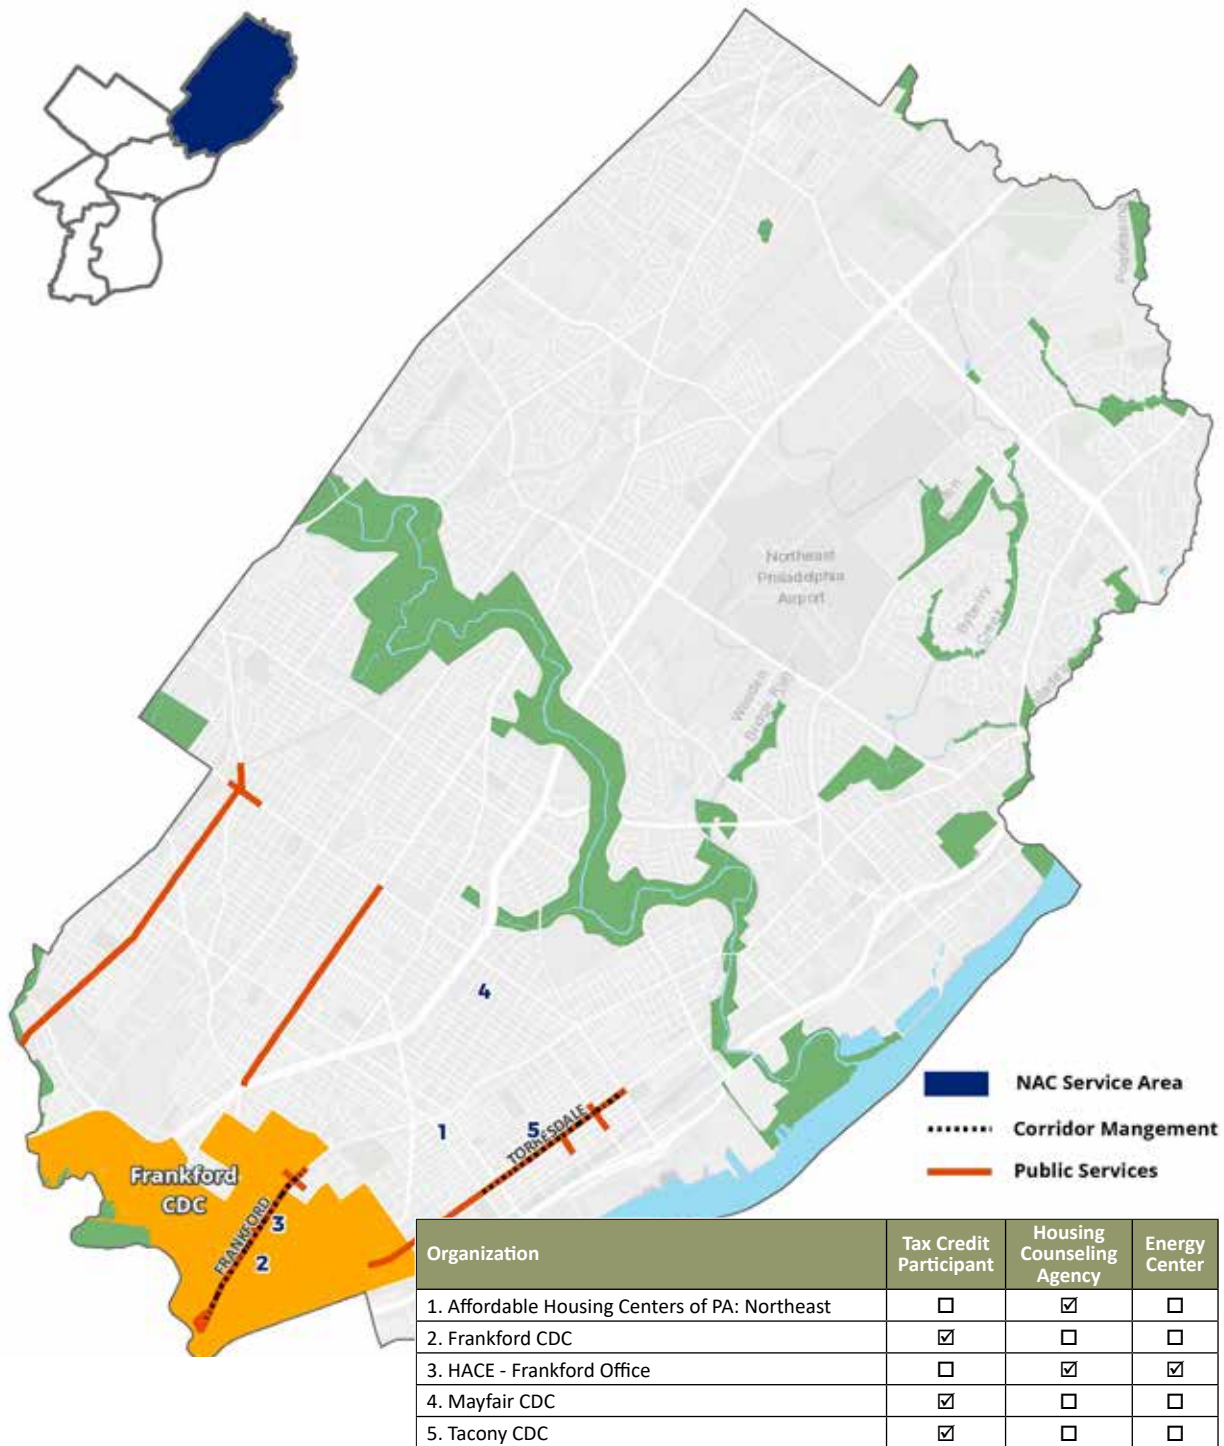 Poquessing
Northeast
Philadelphia
Airport
Byberry
Creek
Wooden
Bridge Run
4
1
5
TORRESDALE
Frankford
CDC
FRANKFORD
3
2
NAC Service Area
Corridor Mangement
Public Services
Organization Tax Credit Participant Housing Counseling Agency Energy Center
1. Affordable Housing Centers of PA: Northeast ☐ ☑ ☐
2. Frankford CDC ☑ ☐ ☐
3. HACE - Frankford Office ☐ ☑ ☑
4. Mayfair CDC ☑ ☐ ☐
5. Tacony CDC ☑ ☐ ☐